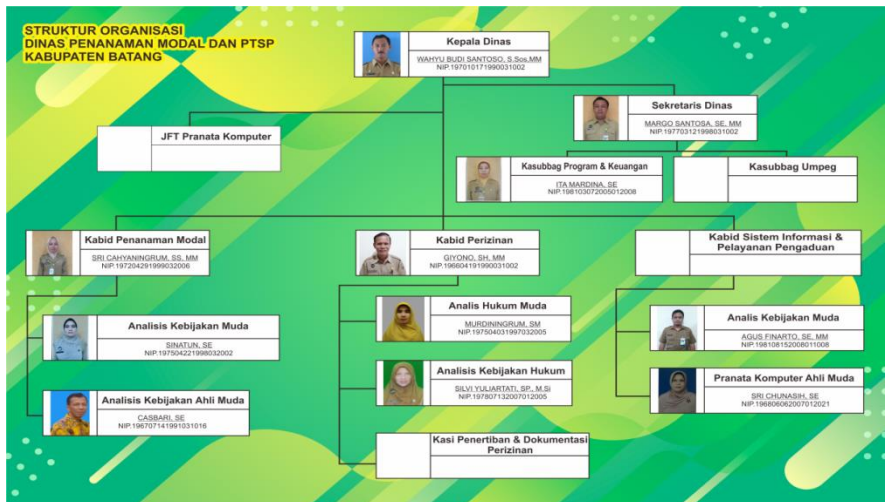 STRUKTUR ORGANISASI
DINAS PENANAMAN MODAL DAN PTSP
KABUPATEN BATANG
Kepala Dinas
WAHYU BUDI SANTOSO, S.Sos,MM
NIP.197010171990031002
Sekretaris Dinas
MARGO SANTOSA, SE, MM
NIP.197703121998031002
JFT Pranata Komputer
Kasubbag Program & Keuangan
ITA MARDINA, SE
NIP.198103072005012008
Kasubbag Umpeg
Kabid Penanaman Modal
SRI CAHYANINGRUM, SS, MM
NIP.197204291999032006
Kabid Perizinan
GIYONO, SH, MM
NIP.196604191990031002
Kabid Sistem Informasi &
Pelayanan Pengaduan
Analisis Kebijakan Muda
SINATUN, SE
NIP.197504221998032002
Analisis Kebijakan Ahli Muda
CASBARI, SE
NIP.196707141991031016
Analis Hukum Muda
MURDININGRUM, SM
NIP.197504031997032005
Analisis Kebijakan Hukum
SILVI YULIARTATI, SP., M.Si
NIP.197807132007012005
Kasi Penertiban & Dokumentasi
Perizinan
Analis Kebijakan Muda
AGUS FINARTO, SE, MM
NIP.198108152008011008
Pranata Komputer Ahli Muda
SRI CHUNASIH, SE
NIP.196806062007012021